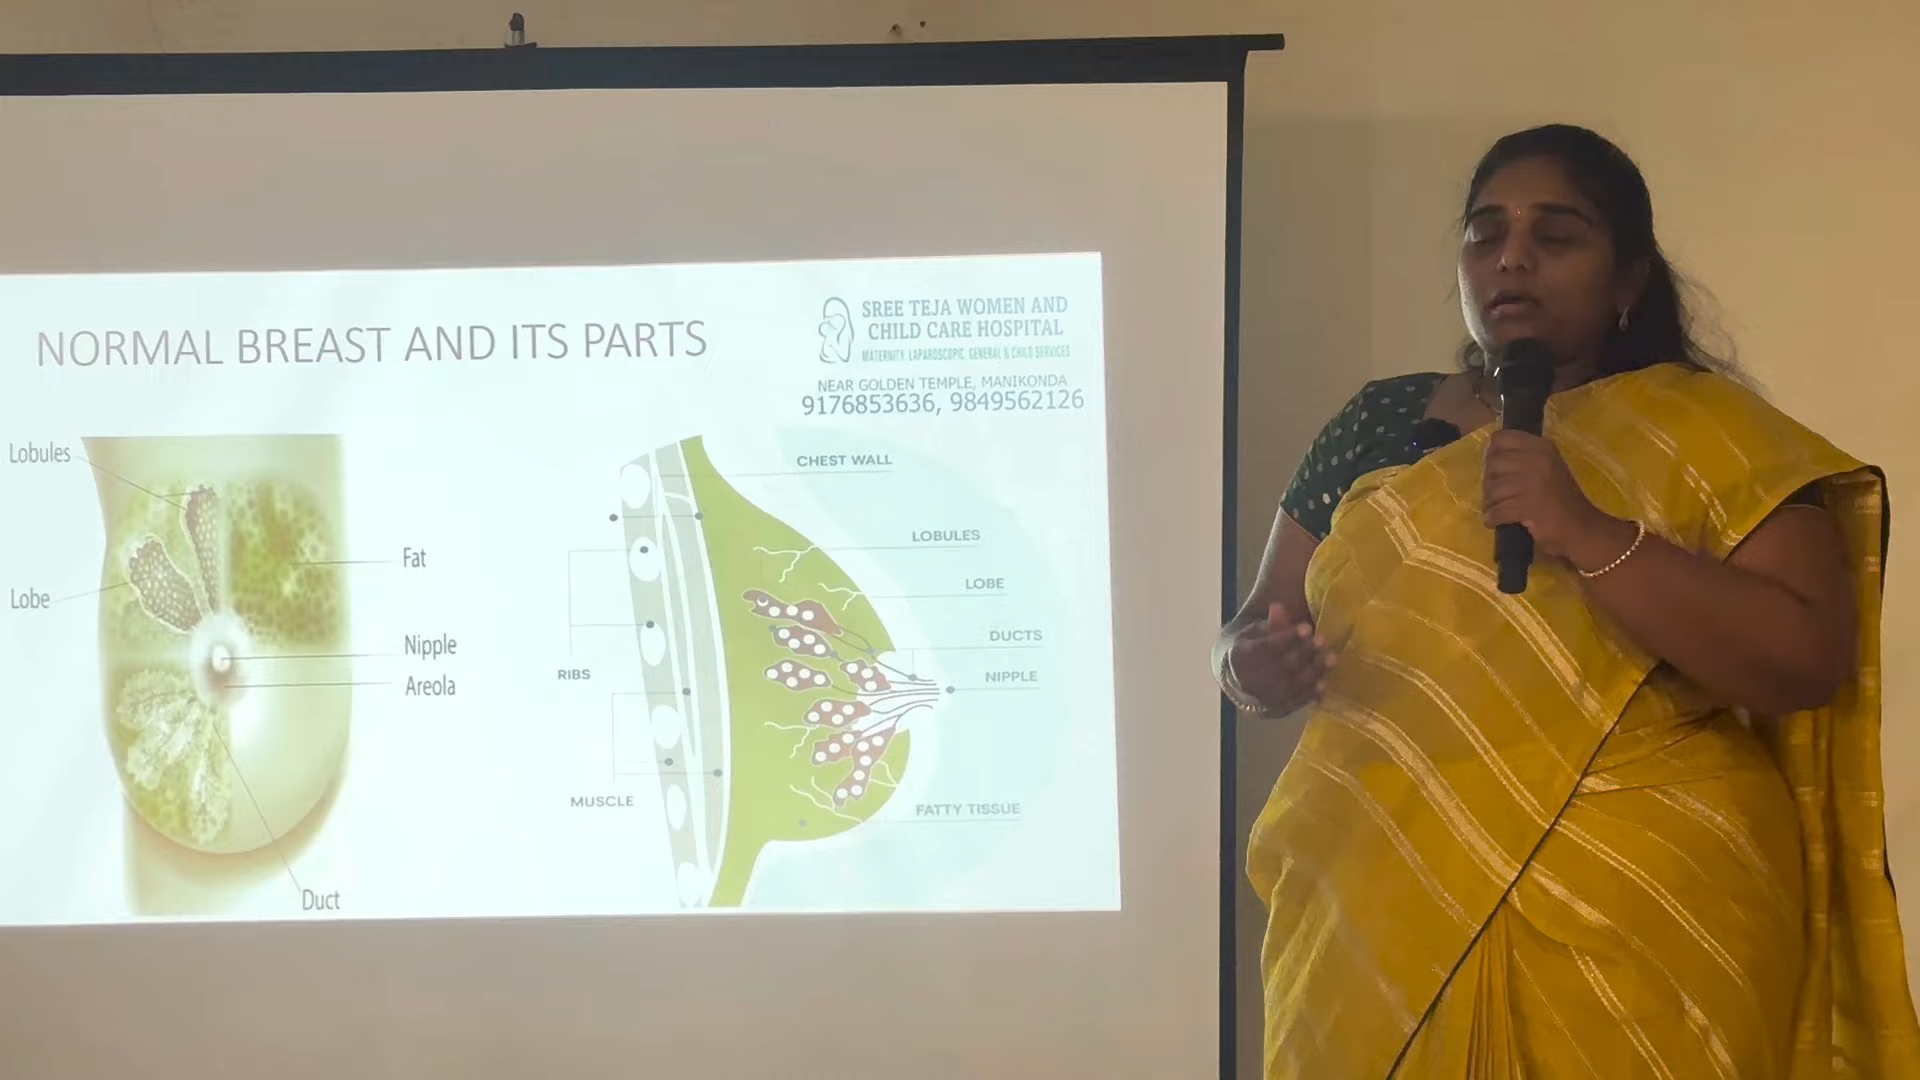 NORMAL BREAST AND ITS PARTS
SREE TEJA WOMEN AND
CHILD CARE HOSPITAL
MATERNITY, LAPAROSCOPIC, GENERAL & CHILD SERVICES
NEAR GOLDEN TEMPLE, MANIKONDA
9176853636, 9849562126
Lobules
Lobe
Fat
Nipple
Areola
Duct
CHEST WALL
LOBULES
LOBE
DUCTS
NIPPLE
RIBS
MUSCLE
FATTY TISSUE